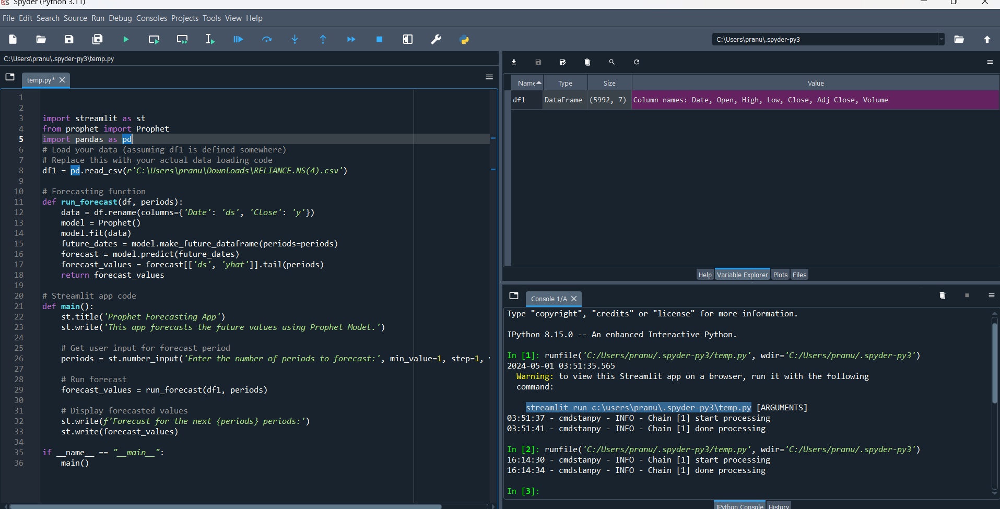 Spyder (Python 3.11)
File Edit Search Source Run Debug Consoles Projects Tools View Help
C:\Users\pranu\.spyder-py3
C:\Users\pranu\.spyder-py3\temp.py
temp.py*
1
2
3 import streamlit as st
4 from prophet import Prophet
5 import pandas as pd
6 # Load your data (assuming df1 is defined somewhere)
7 # Replace this with your actual data loading code
8 df1 = pd.read_csv(r'C:\Users\pranu\Downloads\RELIANCE.NS(4).csv')
9
10 # Forecasting function
11 def run_forecast(df, periods):
12 data = df.rename(columns={'Date': 'ds', 'Close': 'y'})
13 model = Prophet()
14 model.fit(data)
15 future_dates = model.make_future_dataframe(periods=periods)
16 forecast = model.predict(future_dates)
17 forecast_values = forecast[['ds', 'yhat']].tail(periods)
18 return forecast_values
19
20 # Streamlit app code
21 def main():
22 st.title('Prophet Forecasting App')
23 st.write('This app forecasts the future values using Prophet Model.')
24
25 # Get user input for forecast period
26 periods = st.number_input('Enter the number of periods to forecast:', min_value=1, step=1,
27
28 # Run forecast
29 forecast_values = run_forecast(df1, periods)
30
31 # Display forecasted values
32 st.write(f'Forecast for the next {periods} periods:')
33 st.write(forecast_values)
34
35 if __name__ == "__main__":
36 main()
Name Type Size Value
df1 DataFrame (5992, 7) Column names: Date, Open, High, Low, Close, Adj Close, Volume
Help Variable Explorer Plots Files
Console 1/A
Type "copyright", "credits" or "license" for more information.
IPython 8.15.0 -- An enhanced Interactive Python.
In [1]: runfile('C:/Users/pranu/.spyder-py3/temp.py', wdir='C:/Users/pranu/.spyder-py3')
2024-05-01 03:51:35.565
Warning: to view this Streamlit app on a browser, run it with the following
command:
streamlit run c:\users\pranu\.spyder-py3\temp.py [ARGUMENTS]
03:51:37 - cmdstanpy - INFO - Chain [1] start processing
03:51:41 - cmdstanpy - INFO - Chain [1] done processing
In [2]: runfile('C:/Users/pranu/.spyder-py3/temp.py', wdir='C:/Users/pranu/.spyder-py3')
16:14:30 - cmdstanpy - INFO - Chain [1] start processing
16:14:34 - cmdstanpy - INFO - Chain [1] done processing
In [3]:
IPython Console History